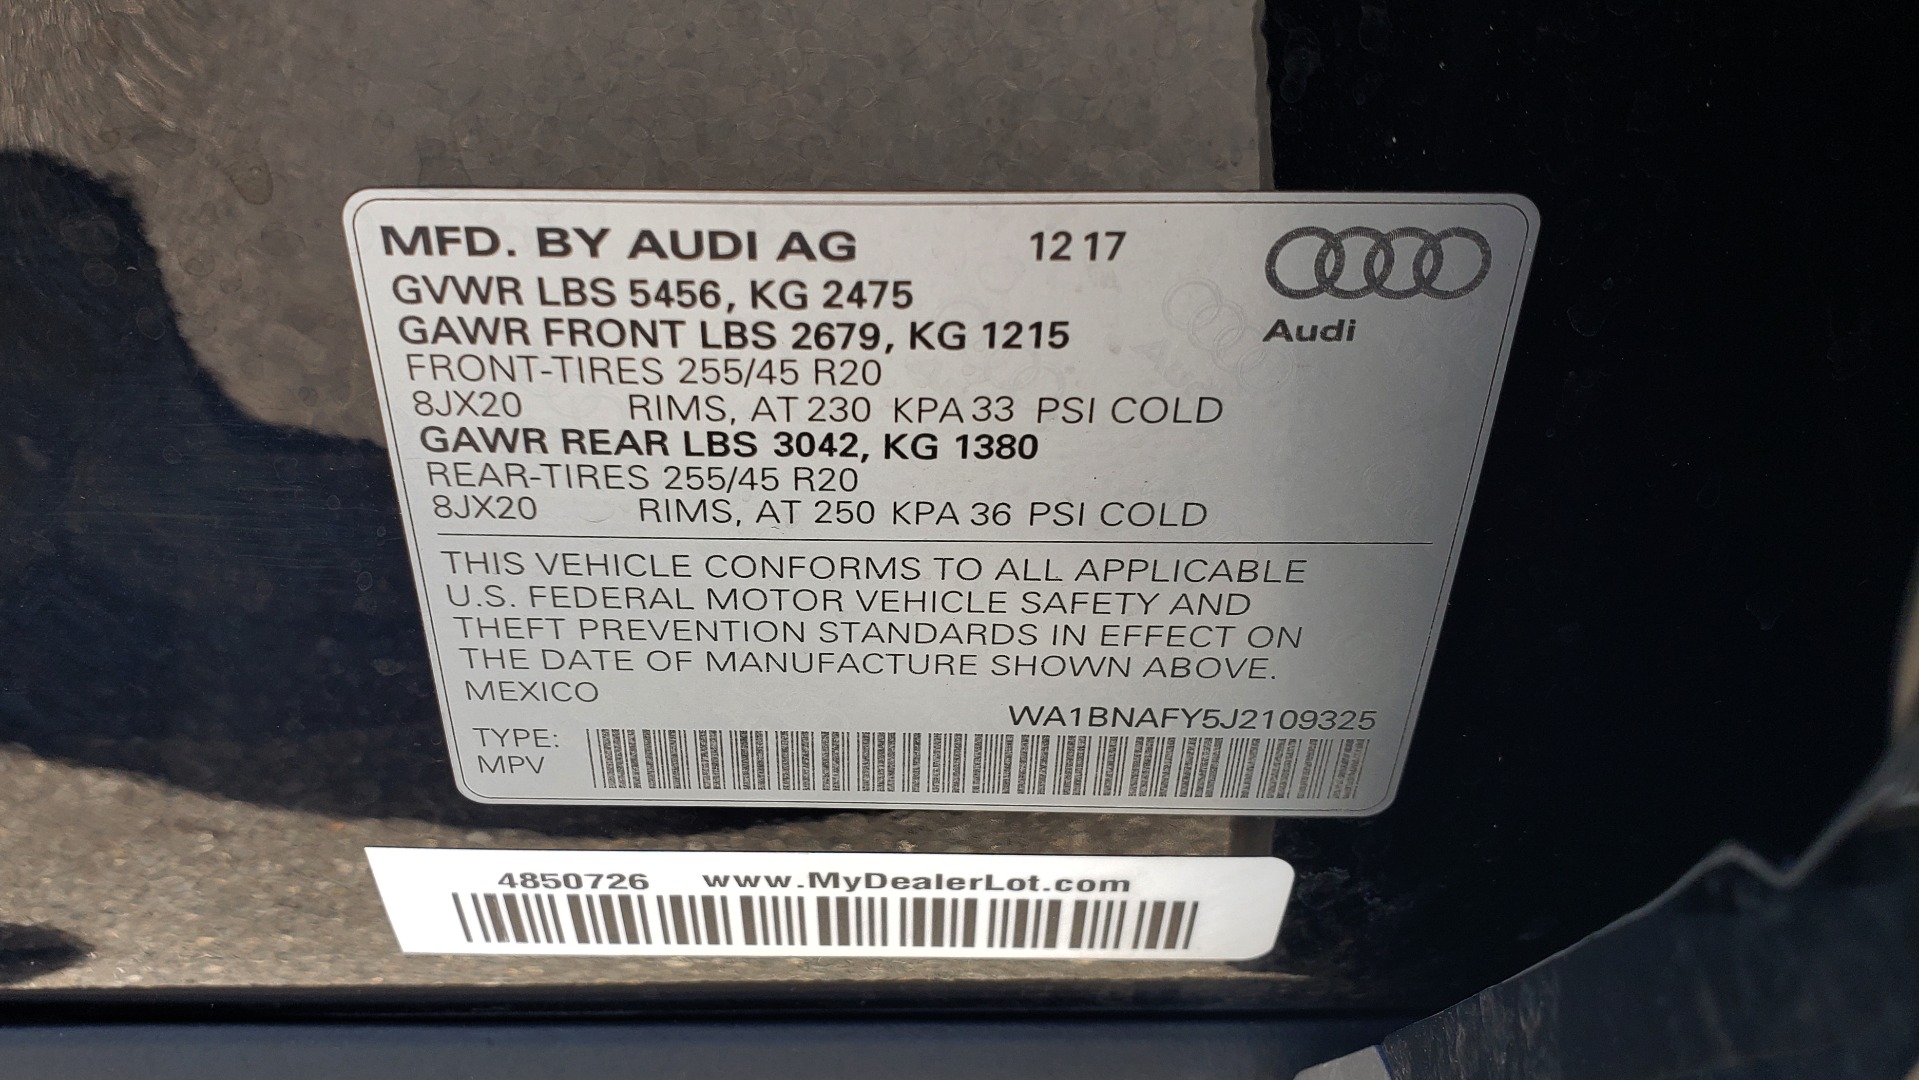 MFD. BY AUDI AG 12 17
Audi
GVWR LBS 5456, KG 2475
GAWR FRONT LBS 2679, KG 1215
FRONT-TIRES 255/45 R20
8JX20 RIMS, AT 230 KPA 33 PSI COLD
GAWR REAR LBS 3042, KG 1380
REAR-TIRES 255/45 R20
8JX20 RIMS, AT 250 KPA 36 PSI COLD
THIS VEHICLE CONFORMS TO ALL APPLICABLE
U.S. FEDERAL MOTOR VEHICLE SAFETY AND
THEFT PREVENTION STANDARDS IN EFFECT ON
THE DATE OF MANUFACTURE SHOWN ABOVE.
MEXICO
WA1BNAFY5J2109325
TYPE:
MPV
4850726 www.MyDealerLot.com